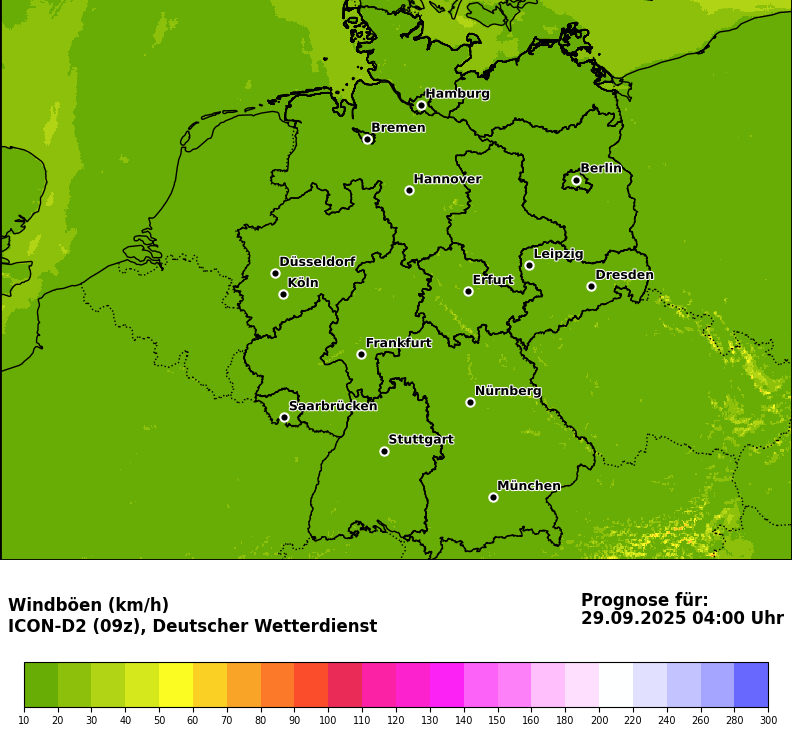 Hamburg
Bremen
Berlin
Hannover
Leipzig
Düsseldorf
Dresden
Köln
Erfurt
Frankfurt
Nürnberg
Saarbrücken
Stuttgart
München
Windböen (km/h)
ICON-D2 (09z), Deutscher Wetterdienst
Prognose für:
29.09.2025 04:00 Uhr
10 20 30 40 50 60 70 80 90 100 110 120 130 140 150 160 180 200 220 240 260 280 300